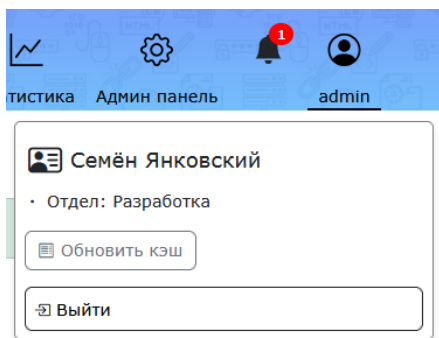 1
тистика Админ панель admin
Семён Янковский
· Отдел: Разработка
Обновить кэш
Выйти